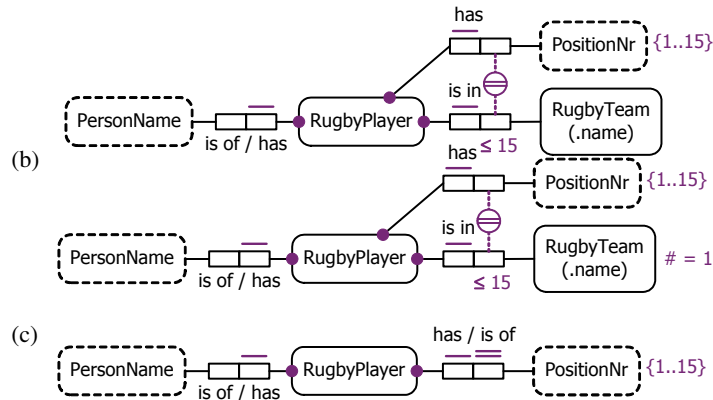 has
PositionNr {1..15}
is in
PersonName
RugbyPlayer
RugbyTeam
(.name)
is of / has
≤ 15
(b)
has
PositionNr {1..15}
is in
PersonName
RugbyPlayer
RugbyTeam
(.name)
# = 1
is of / has
≤ 15
(c)
has / is of
PersonName
RugbyPlayer
PositionNr {1..15}
is of / has